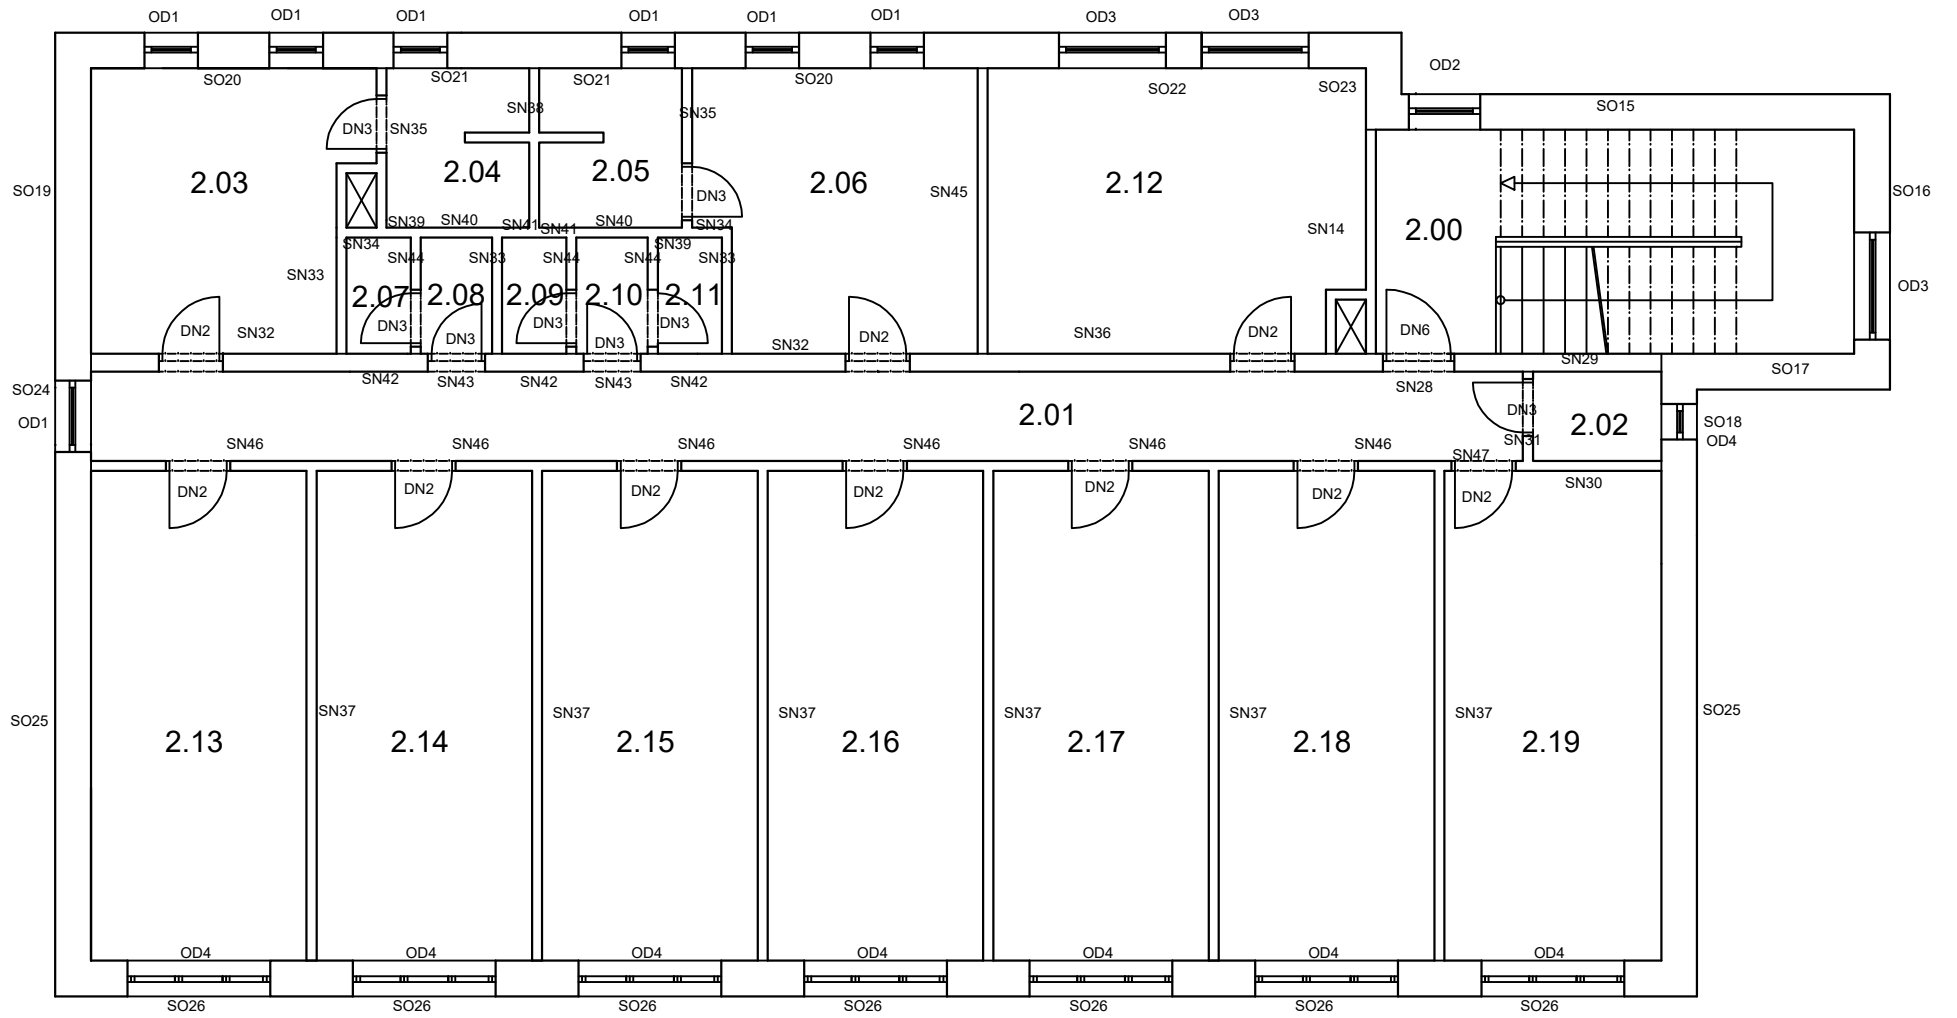 OD1 OD1 OD1 OD1 OD1 OD1 OD3 OD3
OD2
SO20 SO21 SO21 SO20 SO22 SO23 SO15
SN38 SN35
DN3 SN35
2.03 2.04 2.05 2.06 2.12
SO19 DN3 SN45 SO16
SN39 SN40 SN41 SN41 SN40 SN34 SN14 2.00
SN34 SN39
SN44 SN33 SN44 SN44 SN33
SN33
2.07 2.08 2.09 2.10 2.11 OD3
DN2 SN32 DN3 DN3 DN3 DN3 DN3 SN32 DN2 SN36 DN2 DN6
SN29
SO17
SO24 SN42 SN43 SN42 SN43 SN42 SN28
OD1 2.01 DN3 2.02 SO18
SN46 SN46 SN46 SN46 SN46 SN46 SN31 OD4
SN47
DN2 DN2 DN2 DN2 DN2 DN2 DN2 SN30
SO25 SN37 SN37 SN37 SN37 SN37 SN37 SO25
2.13 2.14 2.15 2.16 2.17 2.18 2.19
OD4 OD4 OD4 OD4 OD4 OD4 OD4
SO26 SO26 SO26 SO26 SO26 SO26 SO26